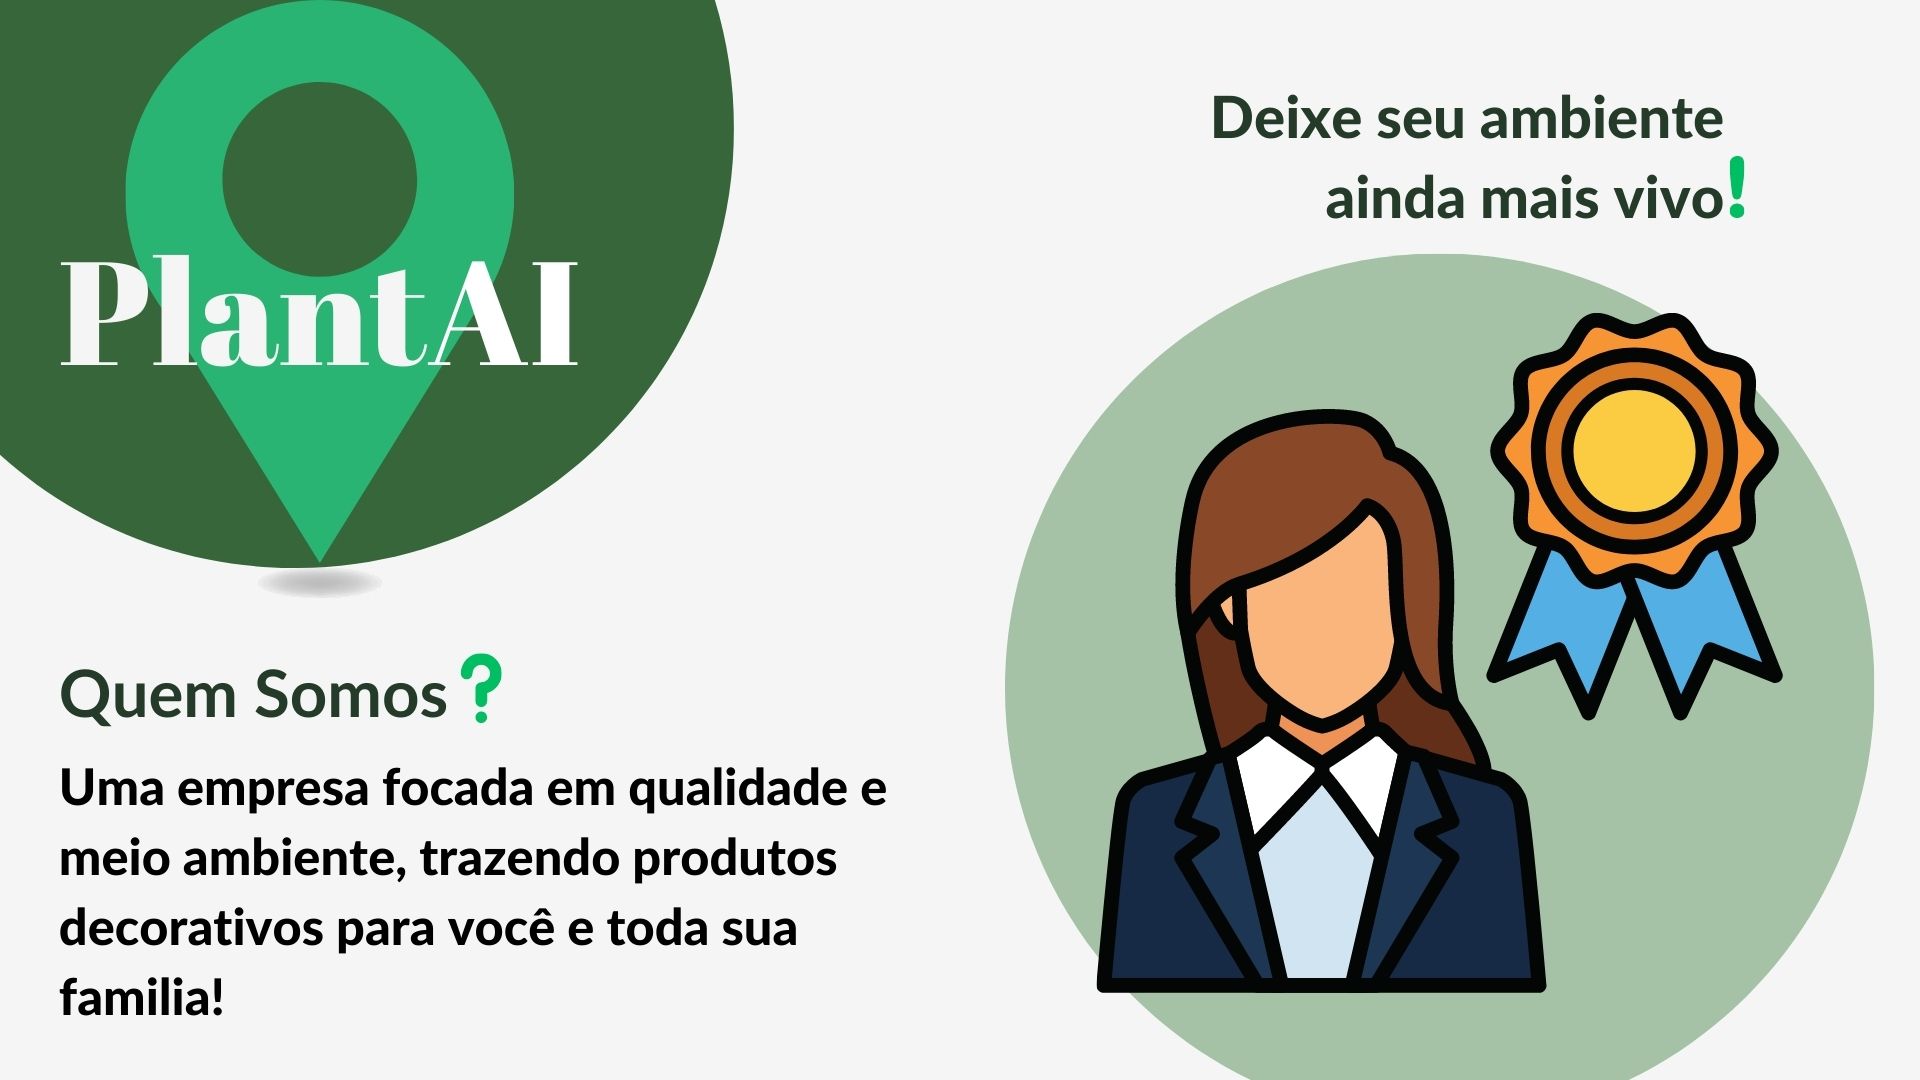 PlantAI
Deixe seu ambiente
ainda mais vivo!
Quem Somos?
Uma empresa focada em qualidade e
meio ambiente, trazendo produtos
decorativos para você e toda sua
familia!